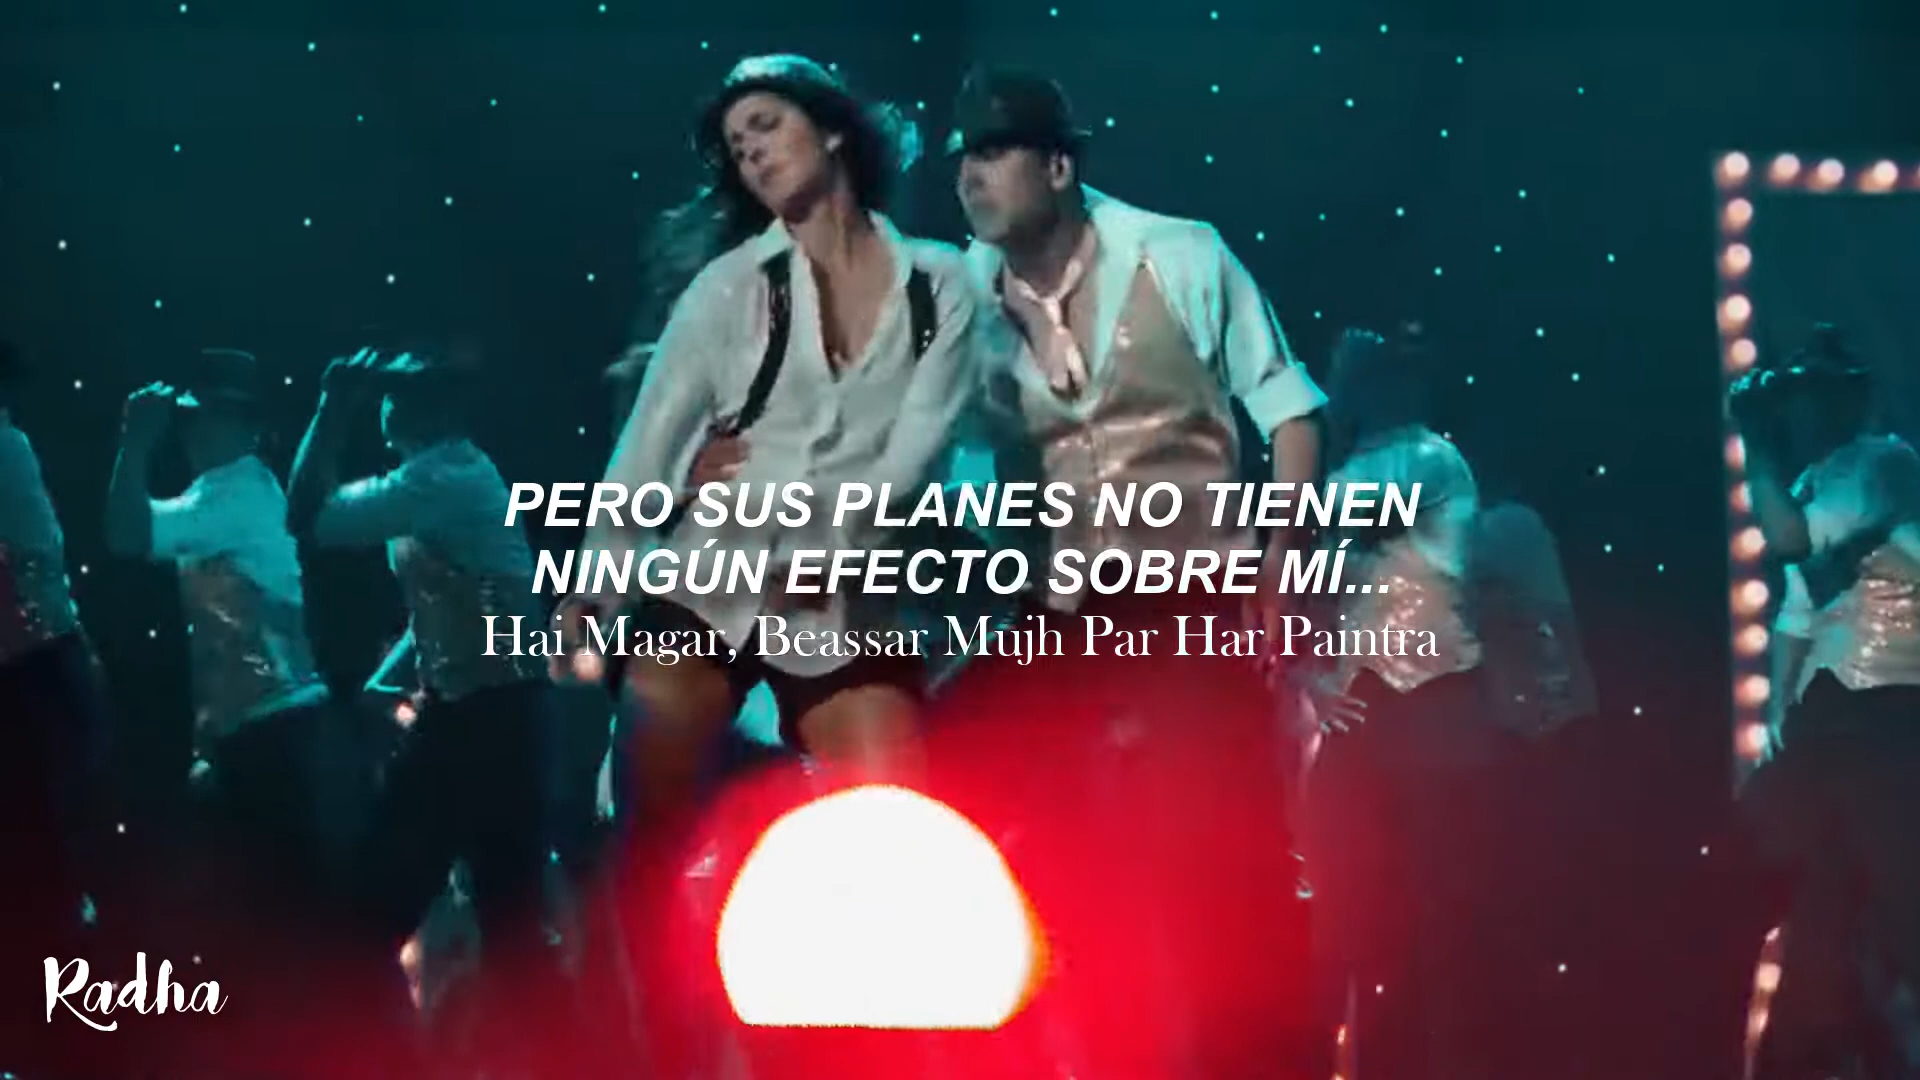 PERO SUS PLANES NO TIENEN
NINGÚN EFECTO SOBRE MÍ...
Hai Magar, Beassar Mujh Par Har Paintra
Radha